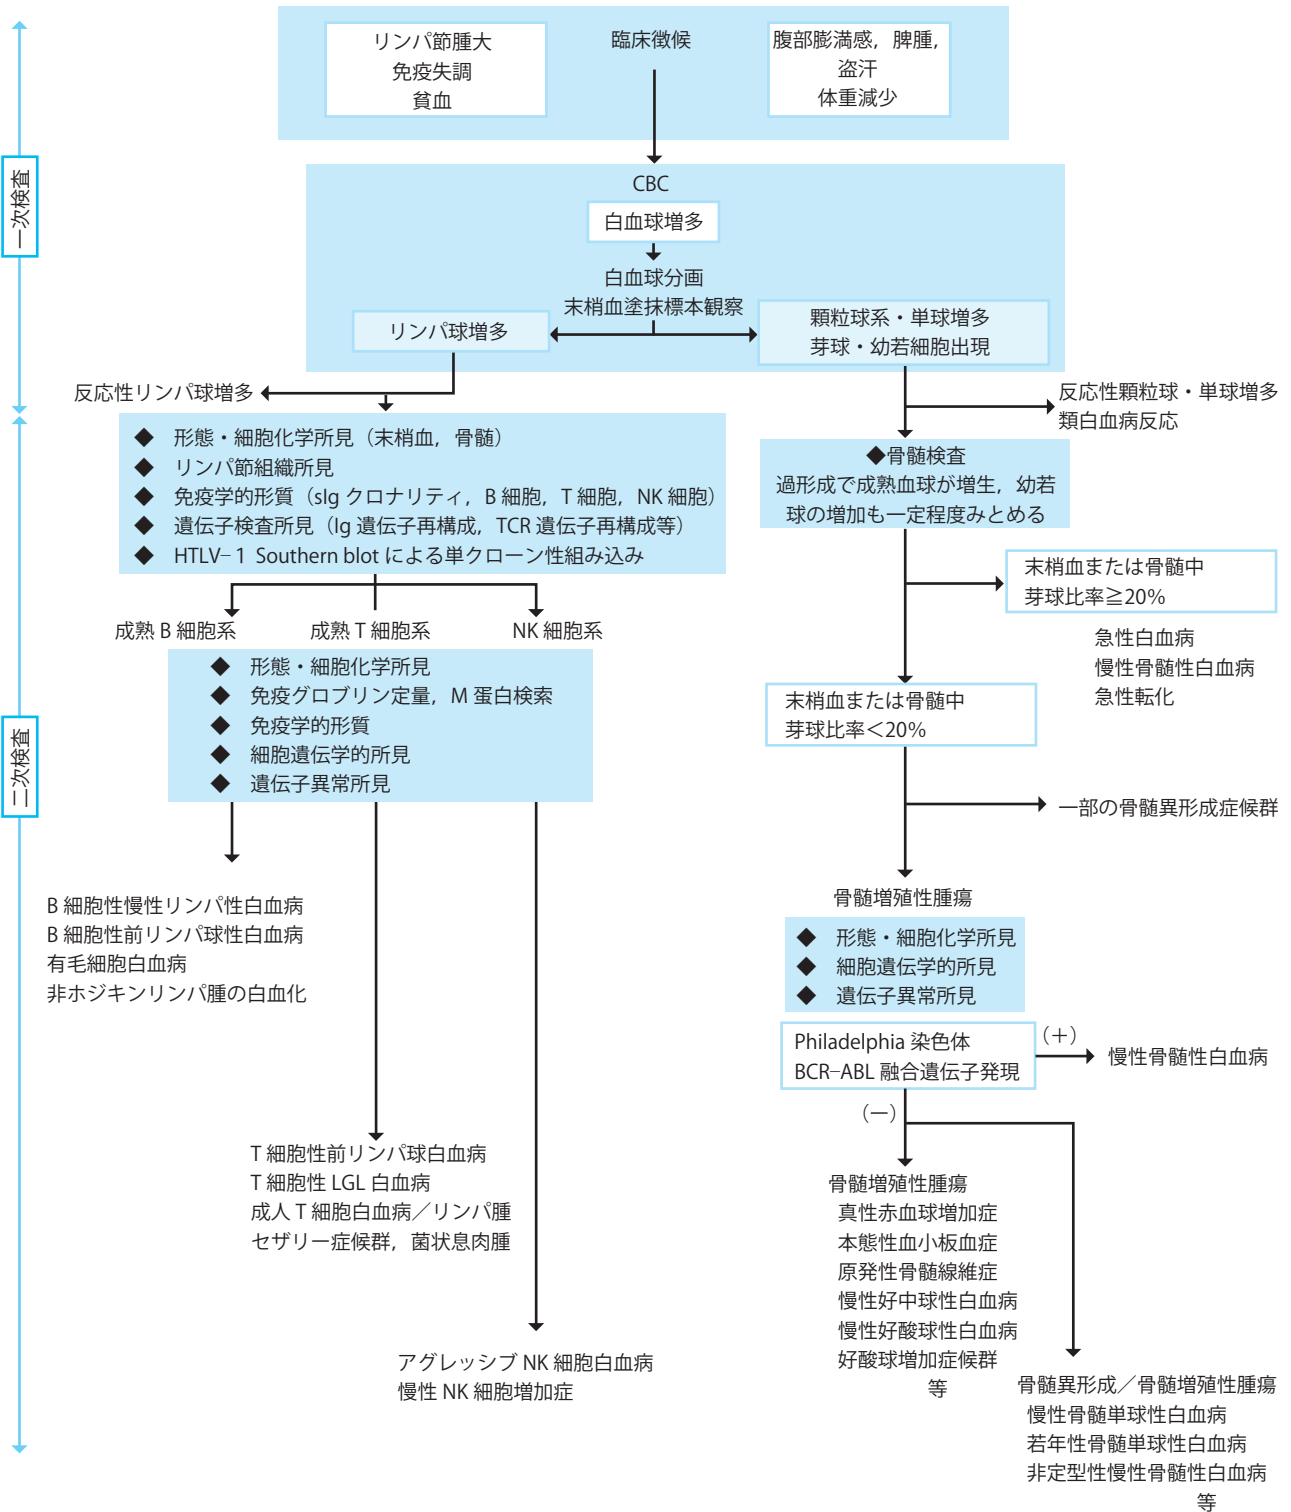 リンパ節腫大
免疫失調
貧血
臨床徴候
腹部膨満感，脾腫，
盗汗
体重減少
一次検査
CBC
白血球増多
白血球分画
末梢血塗抹標本観察
リンパ球増多
顆粒球系・単球増多
芽球・幼若細胞出現
反応性リンパ球増多
反応性顆粒球・単球増多
類白血病反応
◆ 形態・細胞化学所見（末梢血，骨髄）
◆ リンパ節組織所見
◆ 免疫学的形質（sIg クロナリティ，B 細胞，T 細胞，NK 細胞）
◆ 遺伝子検査所見（Ig 遺伝子再構成，TCR 遺伝子再構成等）
◆ HTLV−1 Southern blot による単クローン性組み込み
◆骨髄検査
過形成で成熟血球が増生，幼若
球の増加も一定程度みとめる
末梢血または骨髄中
芽球比率≧20%
急性白血病
慢性骨髄性白血病
急性転化
成熟 B 細胞系
成熟 T 細胞系
NK 細胞系
◆ 形態・細胞化学所見
◆ 免疫グロブリン定量，M 蛋白検索
◆ 免疫学的形質
◆ 細胞遺伝学的所見
◆ 遺伝子異常所見
二次検査
末梢血または骨髄中
芽球比率＜20%
一部の骨髄異形成症候群
B 細胞性慢性リンパ性白血病
B 細胞性前リンパ球性白血病
有毛細胞白血病
非ホジキンリンパ腫の白血化
骨髄増殖性腫瘍
◆ 形態・細胞化学所見
◆ 細胞遺伝学的所見
◆ 遺伝子異常所見
Philadelphia 染色体
BCR−ABL 融合遺伝子発現
（＋）
慢性骨髄性白血病
（−）
T 細胞性前リンパ球白血病
T 細胞性 LGL 白血病
成人 T 細胞白血病／リンパ腫
セザリー症候群，菌状息肉腫
アグレッシブ NK 細胞白血病
慢性 NK 細胞増加症
骨髄増殖性腫瘍
真性赤血球増加症
本態性血小板血症
原発性骨髄線維症
慢性好中球性白血病
慢性好酸球性白血病
好酸球増加症候群
等
骨髄異形成／骨髄増殖性腫瘍
慢性骨髄単球性白血病
若年性骨髄単球性白血病
非定型性慢性骨髄性白血病
等